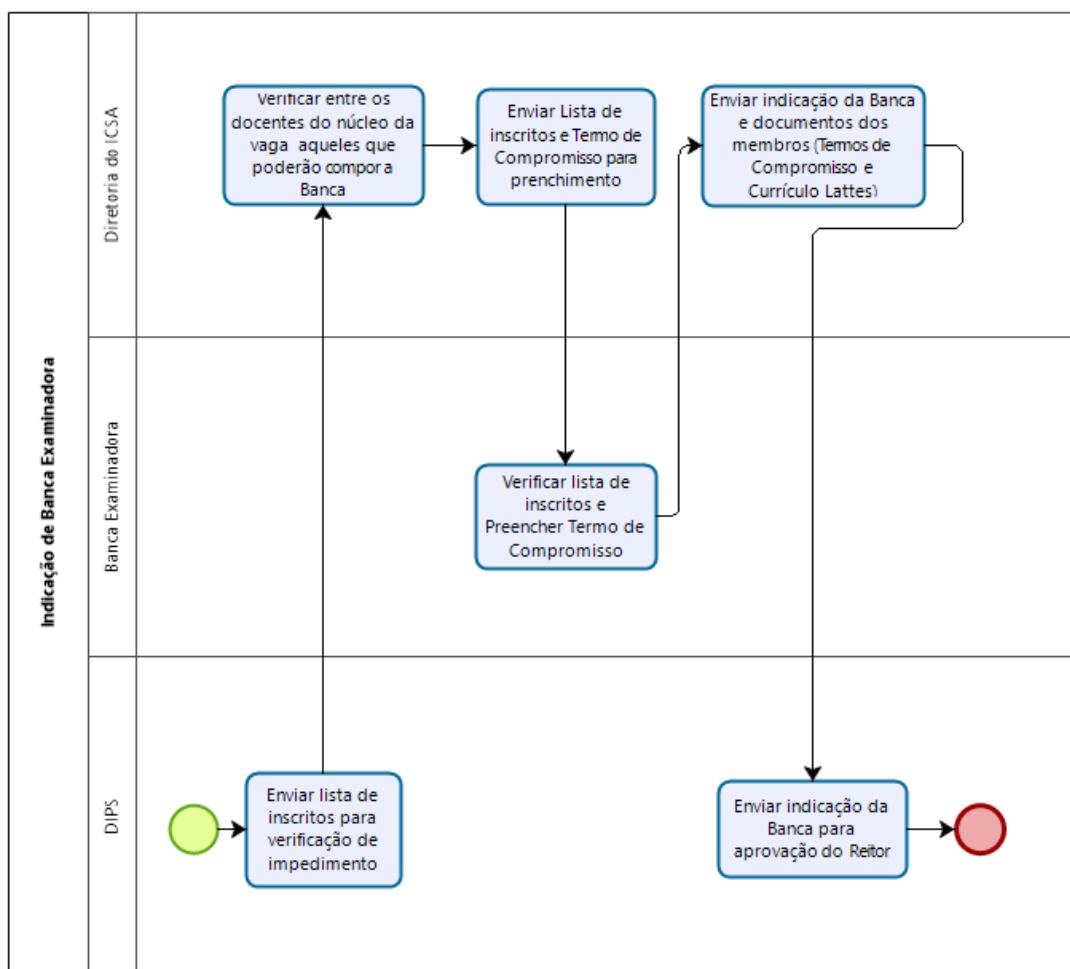 Indicação de Banca Examinadora
Diretoria do ICSA
Verificar entre os
docentes do núcleo da
vaga aqueles que
poderão compor a
Banca
Enviar Lista de
inscritos e Termo de
Compromisso para
prenchimento
Enviar indicação da Banca
e documentos dos
membros (Termos de
Compromisso e
Currículo Lattes)
Banca Examinadora
Verificar lista de
inscritos e
Preencher Termo de
Compromisso
DIPS
Enviar lista de
inscritos para
verificação de
impedimento
Enviar indicação da
Banca para
aprovação do Reitor